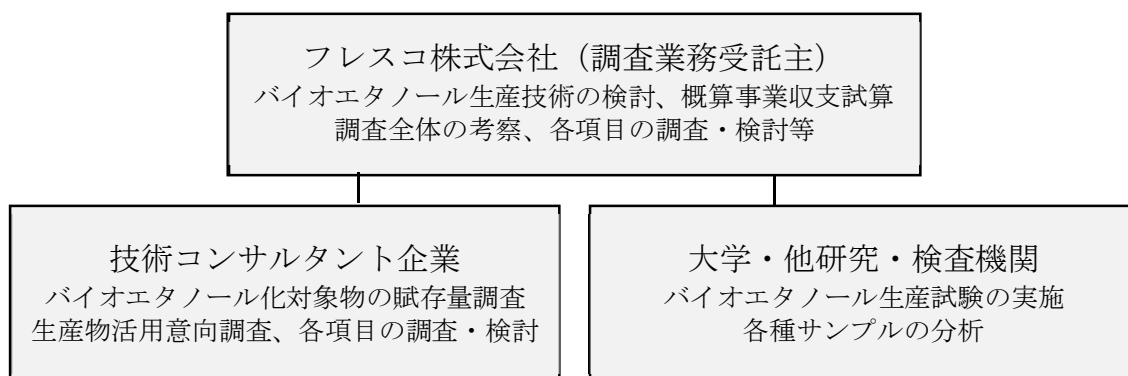 フレスコ株式会社（調査業務受託主）
バイオエタノール生産技術の検討、概算事業収支試算
調査全体の考察、各項目の調査・検討等
技術コンサルタント企業
バイオエタノール化対象物の賦存量調査
生産物活用意向調査、各項目の調査・検討
大学・他研究・検査機関
バイオエタノール生産試験の実施
各種サンプルの分析